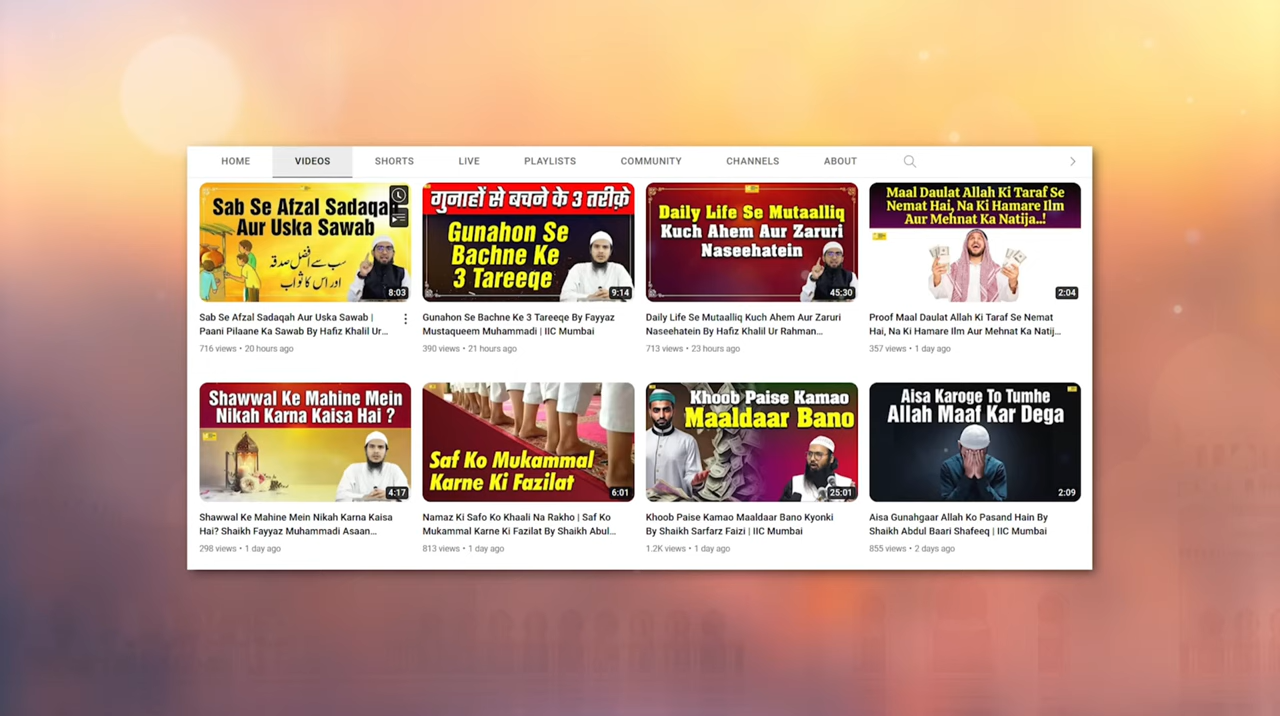 HOME VIDEOS SHORTS LIVE PLAYLISTS COMMUNITY CHANNELS ABOUT
Sab Se Afzal Sadaqah
Aur Uska Sawab
سب سے افضل صدقہ
اور اس کا ثواب
8:03
गुनाहों से बचने के 3 तरीक़े
Gunahon Se
Bachne Ke
3 Tareeqe
9:14
Daily Life Se Mutaalliq
Kuch Ahem Aur Zaruri
Naseehatein
45:30
Maal Daulat Allah Ki Taraf Se
Nemat Hai, Na Ki Hamare Ilm
Aur Mehnat Ka Natija..!
2:04
Sab Se Afzal Sadaqah Aur Uska Sawab |
Paani Pilaane Ka Sawab By Hafiz Khalil Ur...
716 views • 20 hours ago
Gunahon Se Bachne Ke 3 Tareeqe By Fayyaz
Mustaqueem Muhammadi | IIC Mumbai
390 views • 21 hours ago
Daily Life Se Mutaalliq Kuch Ahem Aur Zaruri
Naseehatein By Hafiz Khalil Ur Rahman...
713 views • 23 hours ago
Proof Maal Daulat Allah Ki Taraf Se Nemat
Hai, Na Ki Hamare Ilm Aur Mehnat Ka Natij...
357 views • 1 day ago
Shawwal Ke Mahine Mein
Nikah Karna Kaisa Hai ?
4:17
Saf Ko Mukammal
Karne Ki Fazilat
6:01
Khoob Paise Kamao
Maaldaar Bano
25:01
Aisa Karoge To Tumhe
Allah Maaf Kar Dega
2:09
Shawwal Ke Mahine Mein Nikah Karna Kaisa
Hai? Shaikh Fayyaz Muhammadi Asaan...
298 views • 1 day ago
Namaz Ki Safo Ko Khaali Na Rakho | Saf Ko
Mukammal Karne Ki Fazilat By Shaikh Abul...
813 views • 1 day ago
Khoob Paise Kamao Maaldaar Bano Kyonki
By Shaikh Sarfarz Faizi | IIC Mumbai
1.2K views • 1 day ago
Aisa Gunahgaar Allah Ko Pasand Hain By
Shaikh Abdul Baari Shafeeq | IIC Mumbai
855 views • 2 days ago